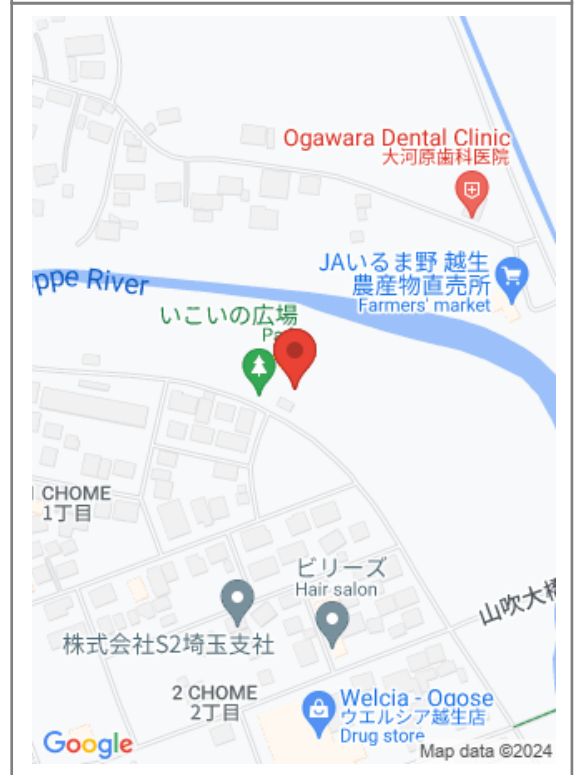 Ogawara Dental Clinic
大河原歯科医院
JAいるま野 越生
農産物直売所
Farmers' market
ppe River
いこいの広場
CHOME
1丁目
ビリーズ
Hair salon
山吹大橋
株式会社S2埼玉支社
2 CHOME
2丁目
Welcia - Ogose
ウエルシア越生店
Drug store
Google
Map data ©2024